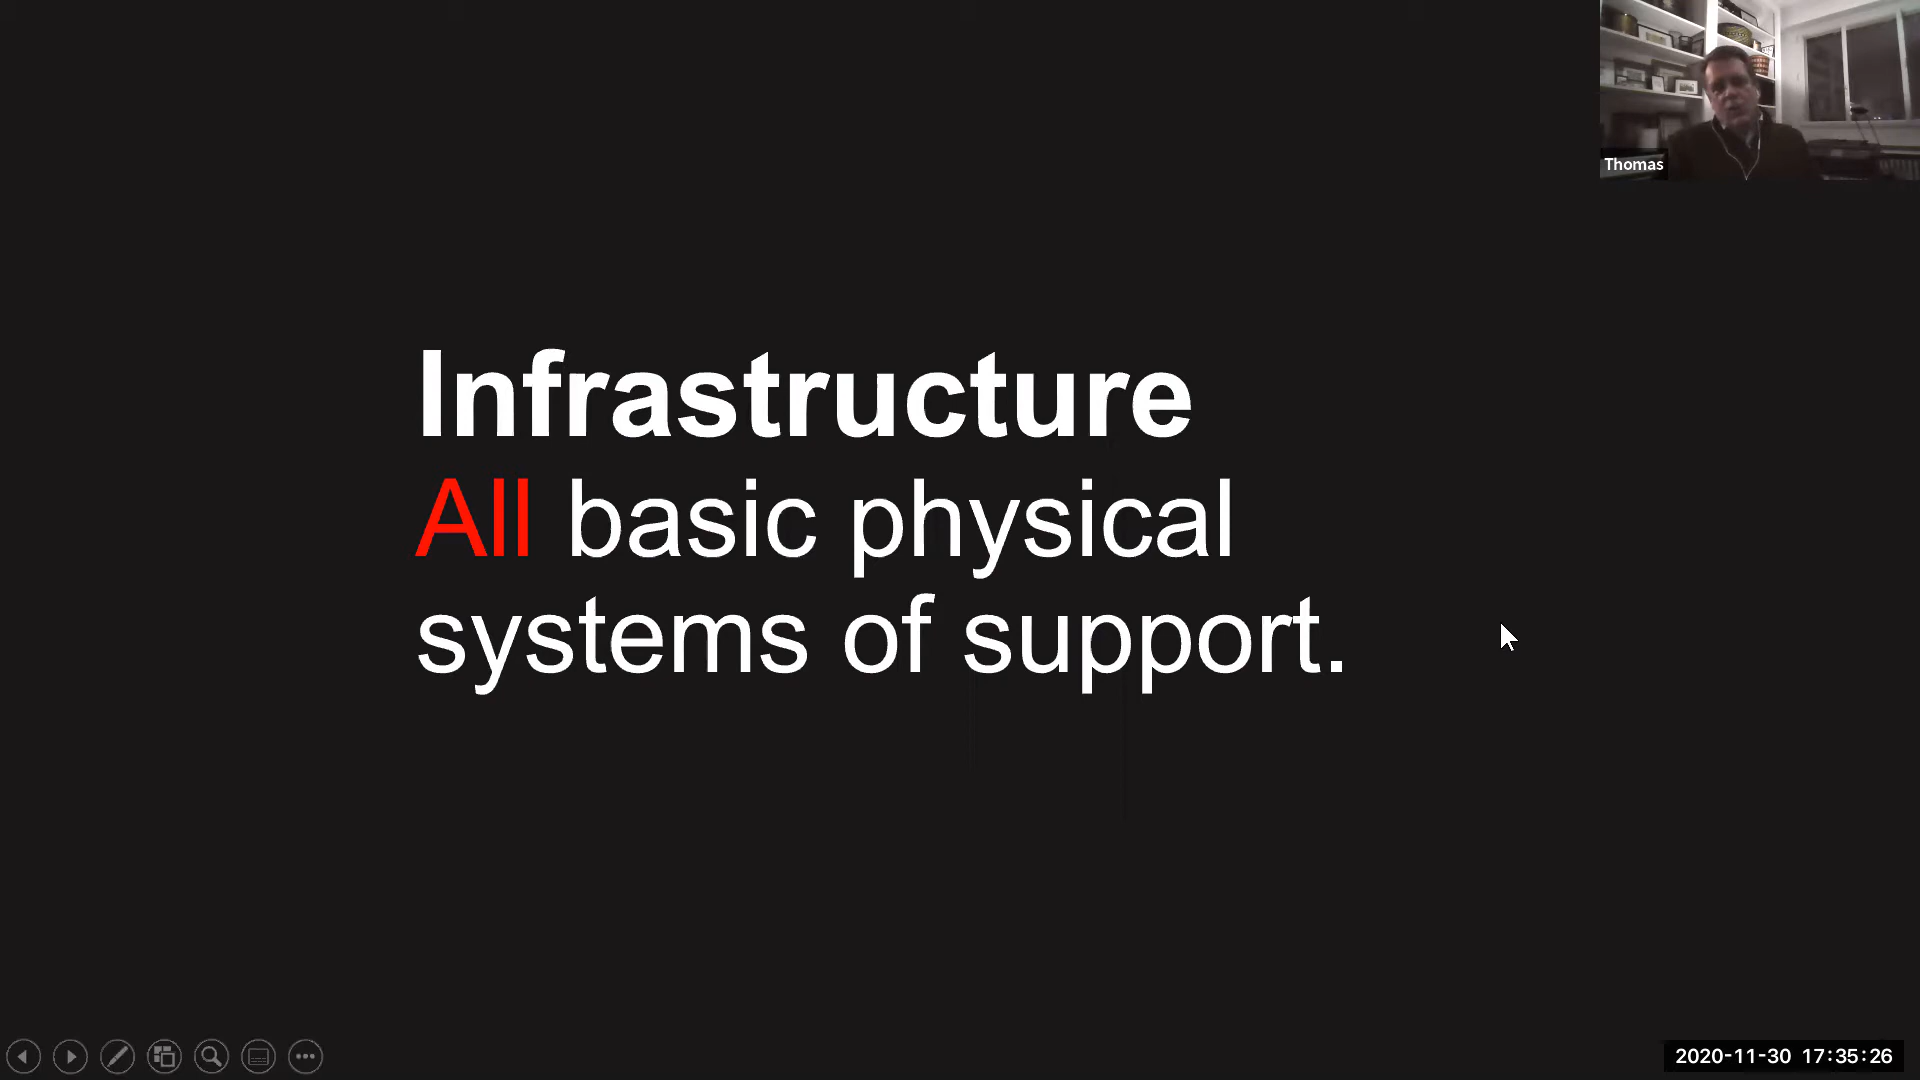 Thomas
Infrastructure
All basic physical
systems of support.
2020-11-30 17:35:26